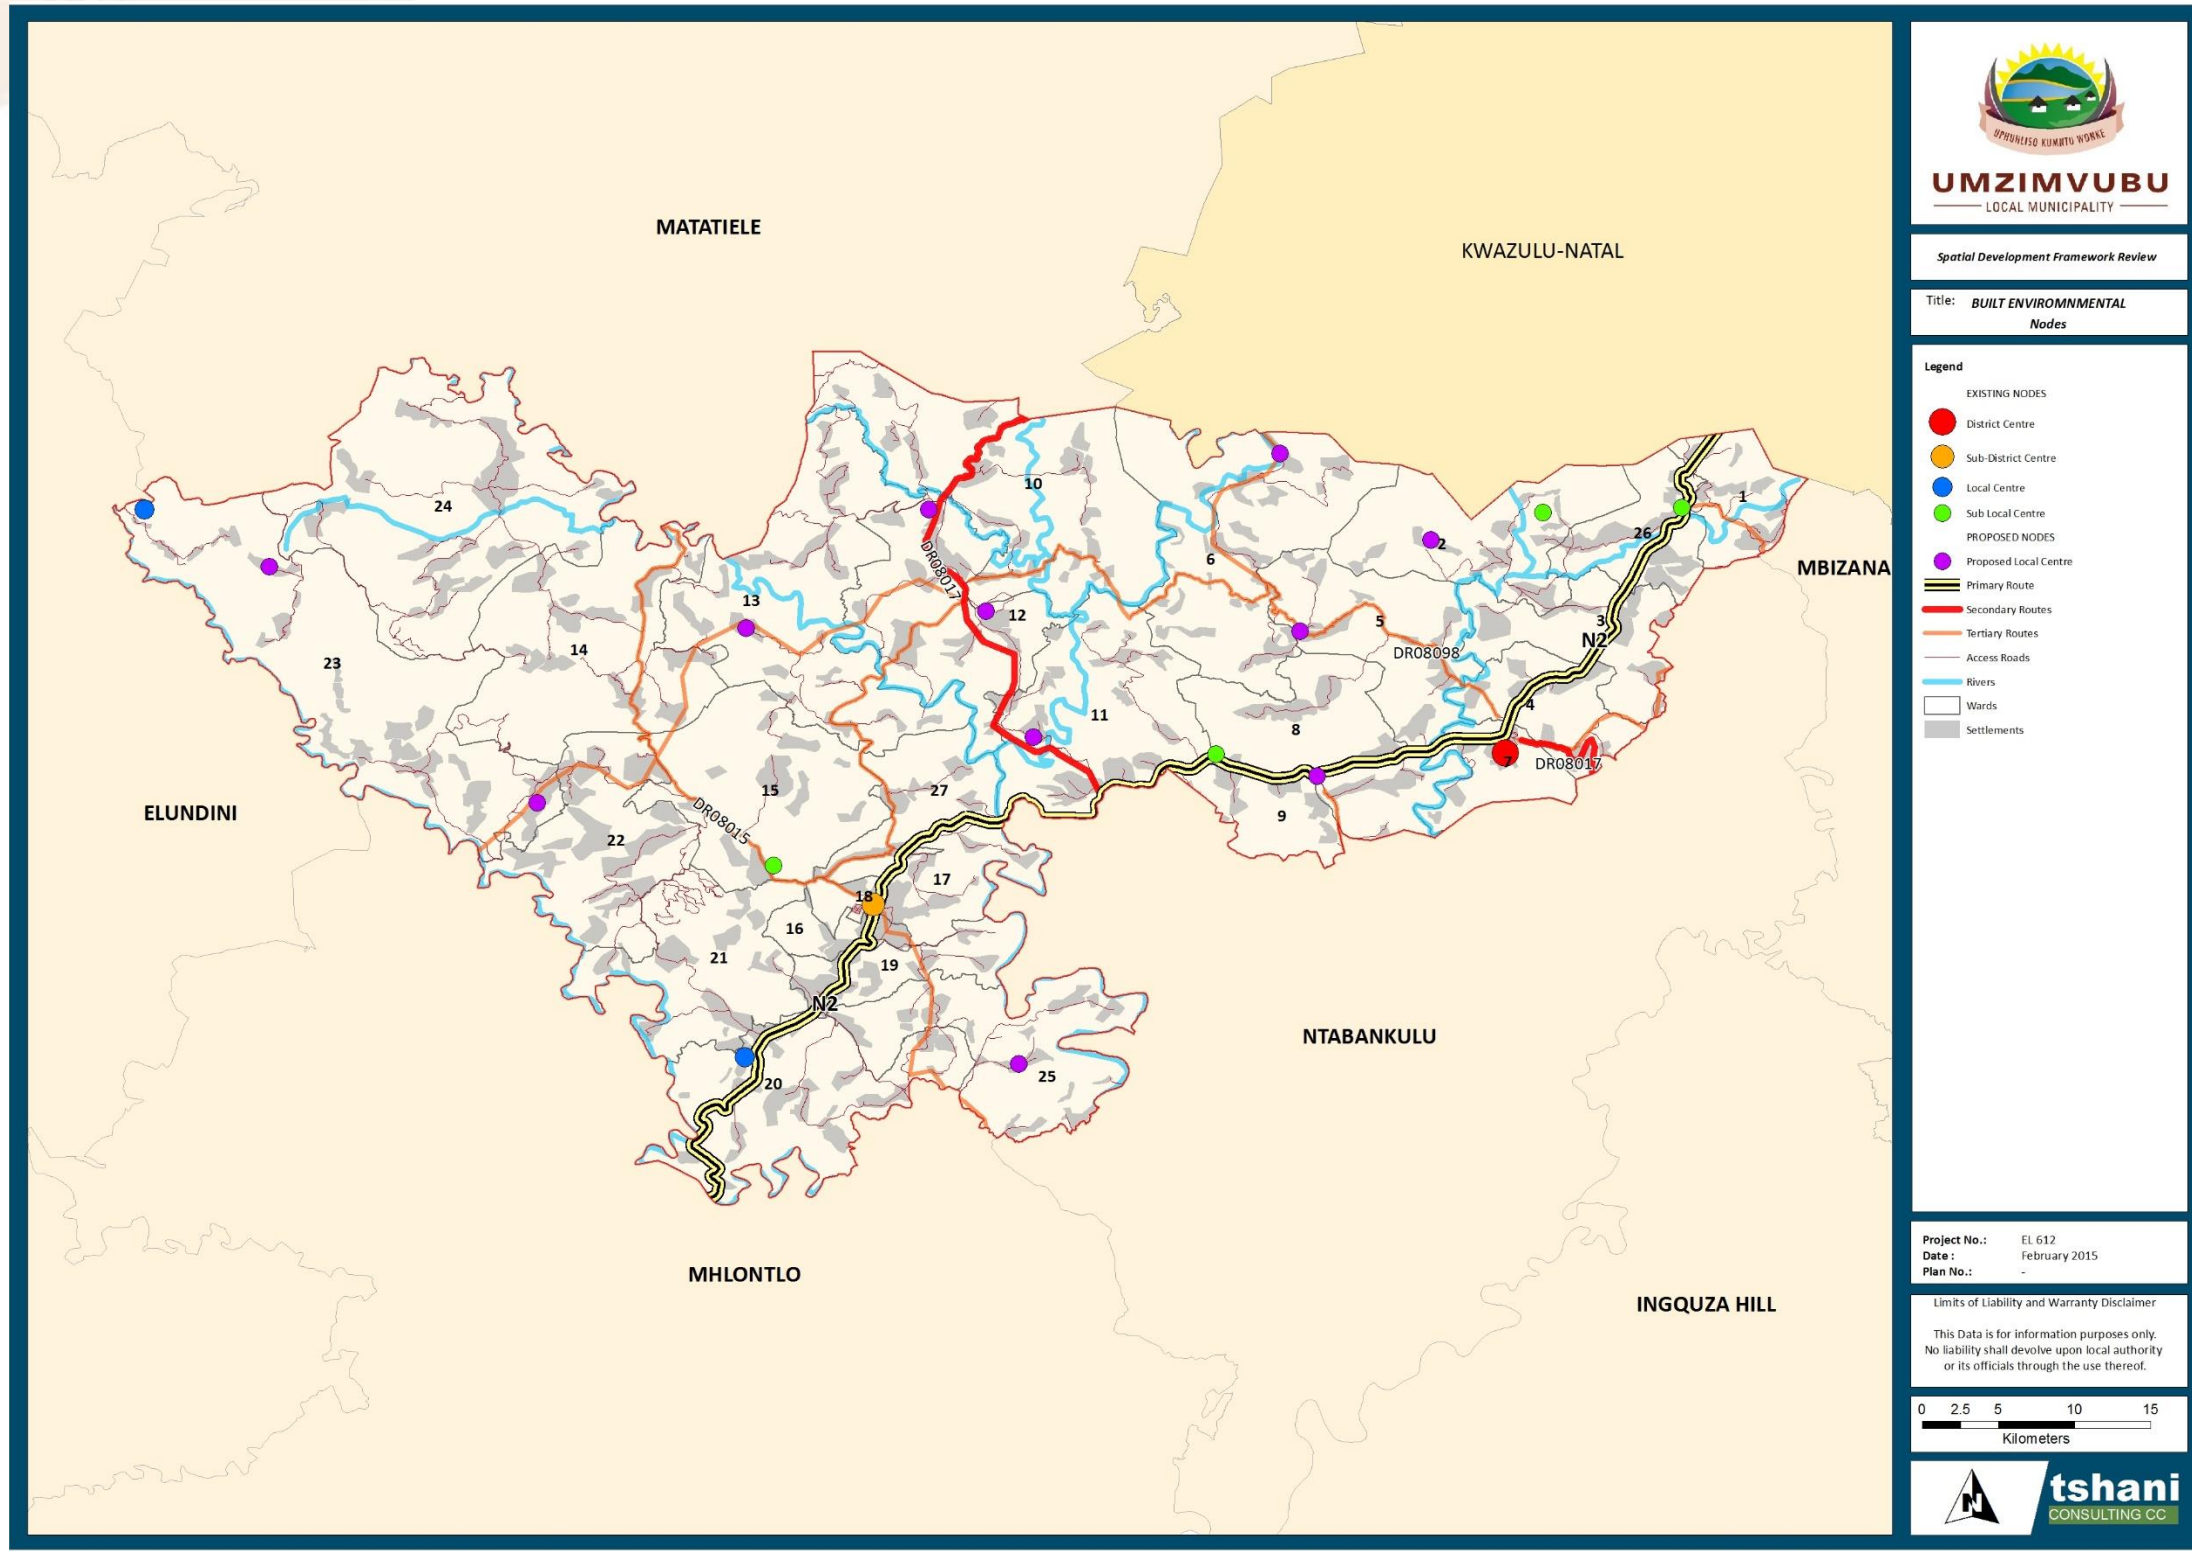 MATATIELE
KWAZULU-NATAL
MBIZANA
ELUNDINI
NTABANKULU
MHLONTLO
INGQUZA HILL
24
10
1
26
2
6
13
12
5
3
N2
DR08017
DR08098
14
23
11
4
8
7
DR08017
15
27
9
DR08015
22
17
18
16
21
19
N2
25
20
UPHUHLISO KUMNTU WONKE
UMZIMVUBU
LOCAL MUNICIPALITY
Spatial Development Framework Review
Title: BUILT ENVIROMNMENTAL
Nodes
Legend
EXISTING NODES
District Centre
Sub-District Centre
Local Centre
Sub Local Centre
PROPOSED NODES
Proposed Local Centre
Primary Route
Secondary Routes
Tertiary Routes
Access Roads
Rivers
Wards
Settlements
Project No.: EL 612
Date : February 2015
Plan No.: -
Limits of Liability and Warranty Disclaimer
This Data is for information purposes only.
No liability shall devolve upon local authority
or its officials through the use thereof.
0 2.5 5 10 15
Kilometers
N
tshani
CONSULTING CC